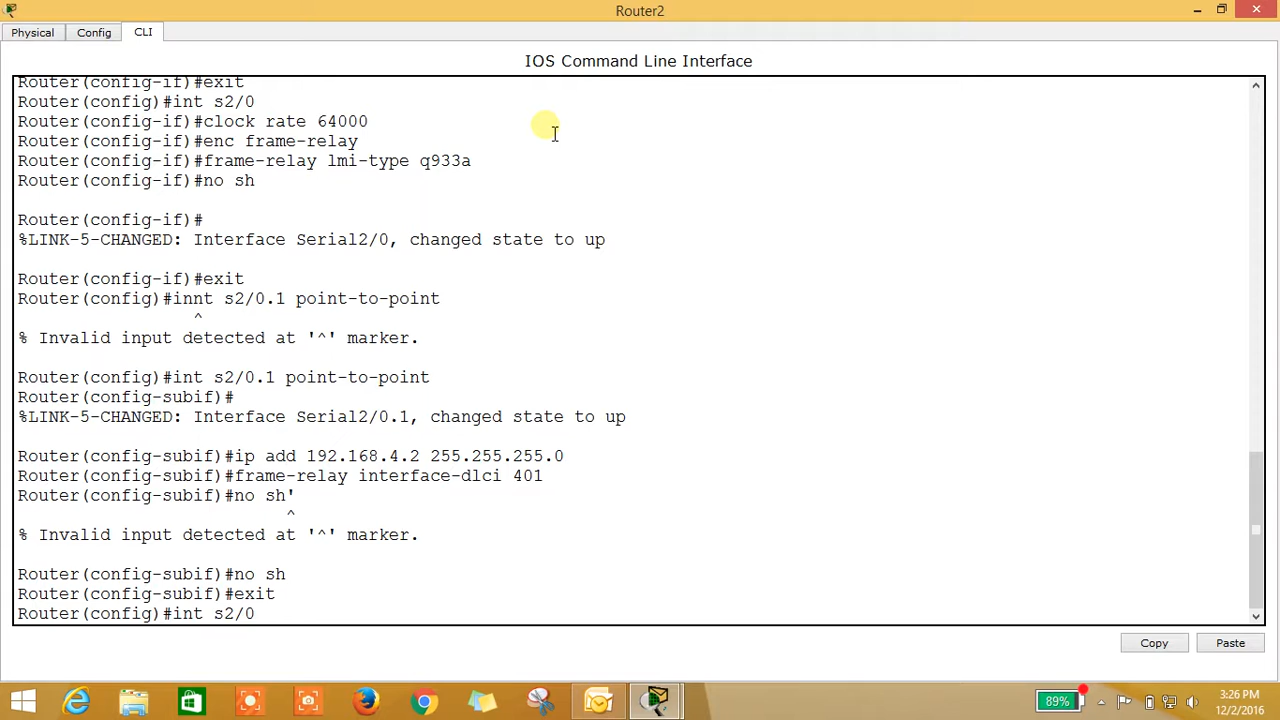 Router2
Physical Config CLI
IOS Command Line Interface
Router(config-if)#exit
Router(config)#int s2/0
Router(config-if)#clock rate 64000
Router(config-if)#enc frame-relay
Router(config-if)#frame-relay lmi-type q933a
Router(config-if)#no sh
Router(config-if)#
%LINK-5-CHANGED: Interface Serial2/0, changed state to up
Router(config-if)#exit
Router(config)#innt s2/0.1 point-to-point
^
% Invalid input detected at '^' marker.
Router(config)#int s2/0.1 point-to-point
Router(config-subif)#
%LINK-5-CHANGED: Interface Serial2/0.1, changed state to up
Router(config-subif)#ip add 192.168.4.2 255.255.255.0
Router(config-subif)#frame-relay interface-dlci 401
Router(config-subif)#no sh'
^
% Invalid input detected at '^' marker.
Router(config-subif)#no sh
Router(config-subif)#exit
Router(config)#int s2/0
Copy Paste
89% 3:26 PM
12/2/2016